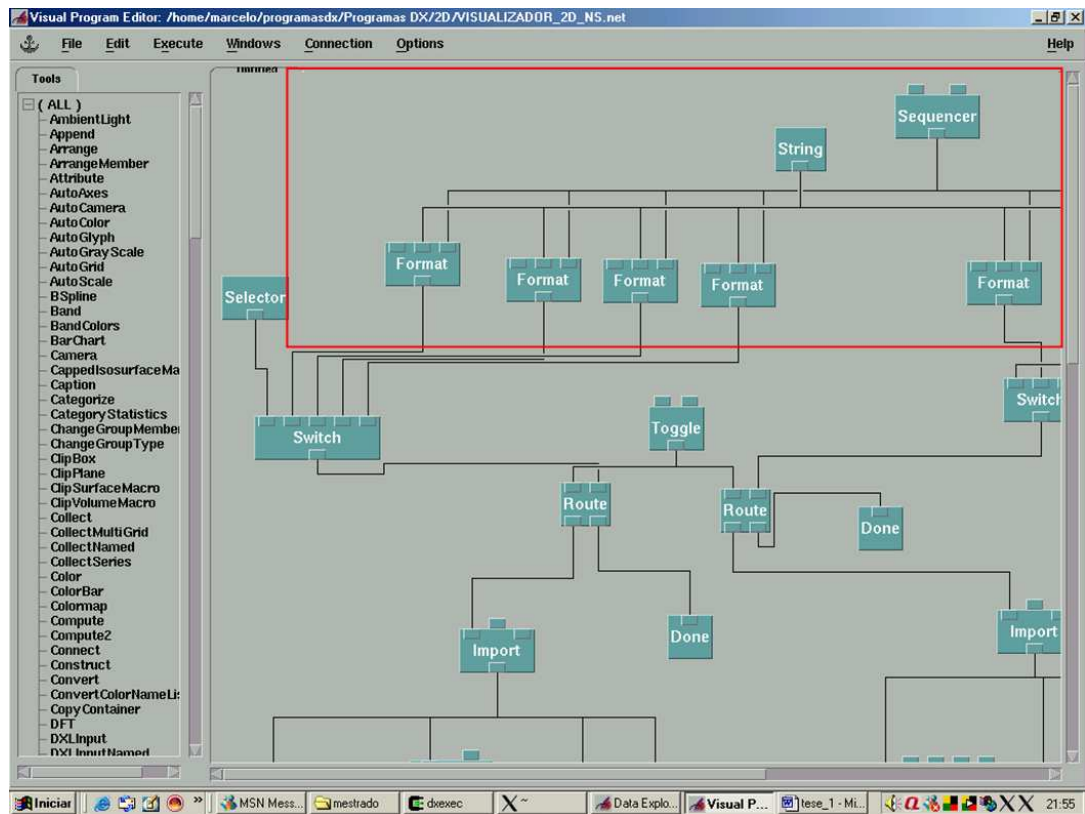 Visual Program Editor: /home/marcelo/programasdx/Programas DX/2D/VISUALIZADOR_2D_NS.net
File Edit Execute Windows Connection Options Help
Tools
Untitled
( ALL )
AmbientLight
Append
Arrange
ArrangeMember
Attribute
AutoAxes
AutoCamera
AutoColor
AutoGlyph
AutoGrayScale
AutoGrid
AutoScale
BSpline
Band
BandColors
BarChart
Camera
CappedIsosurfaceMa
Caption
Categorize
CategoryStatistics
ChangeGroupMember
ChangeGroupType
ClipBox
ClipPlane
ClipSurfaceMacro
ClipVolumeMacro
Collect
CollectMultiGrid
CollectNamed
CollectSeries
Color
ColorBar
Colormap
Compute
Compute2
Connect
Construct
Convert
ConvertColorNameLi
CopyContainer
DFT
DXLInput
DXLInputNamed
Sequencer
String
Format
Format
Format
Format
Format
Selector
Switch
Switch
Toggle
Route
Route
Done
Import
Done
Import
Iniciar
»
MSN Mess...
mestrado
dxexec
X ~
Data Explo...
Visual P...
tese_1 - Mi...
21:55